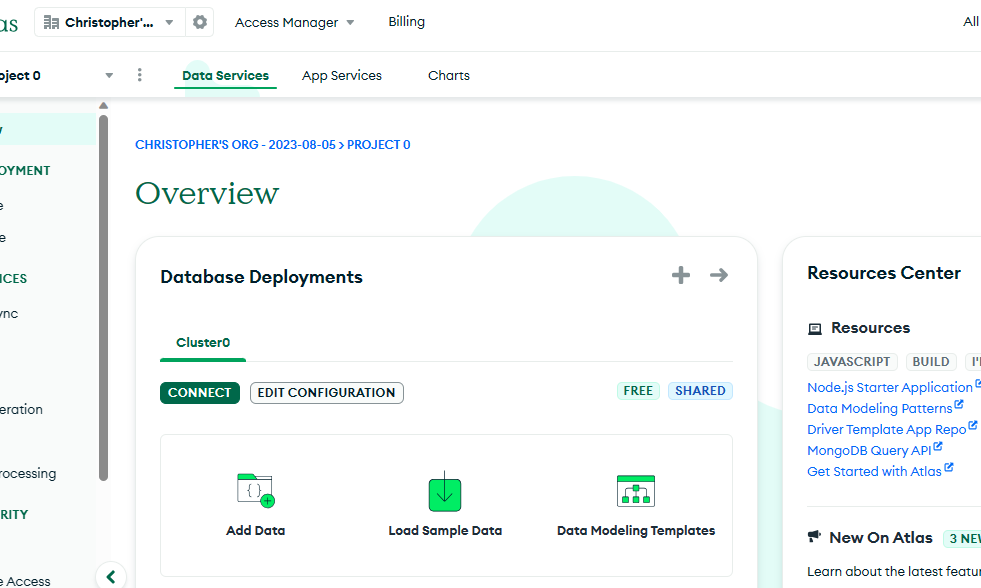 as Christopher'... Access Manager Billing All
oject 0 Data Services App Services Charts
CHRISTOPHER'S ORG - 2023-08-05 > PROJECT 0
OYMENT
Overview
e
e
ICES
ync
eration
rocessing
RITY
e Access
Database Deployments
Cluster0
CONNECT EDIT CONFIGURATION FREE SHARED
Add Data Load Sample Data Data Modeling Templates
Resources Center
Resources
JAVASCRIPT BUILD I'
Node.js Starter Application
Data Modeling Patterns
Driver Template App Repo
MongoDB Query API
Get Started with Atlas
New On Atlas 3 NEW
Learn about the latest featu